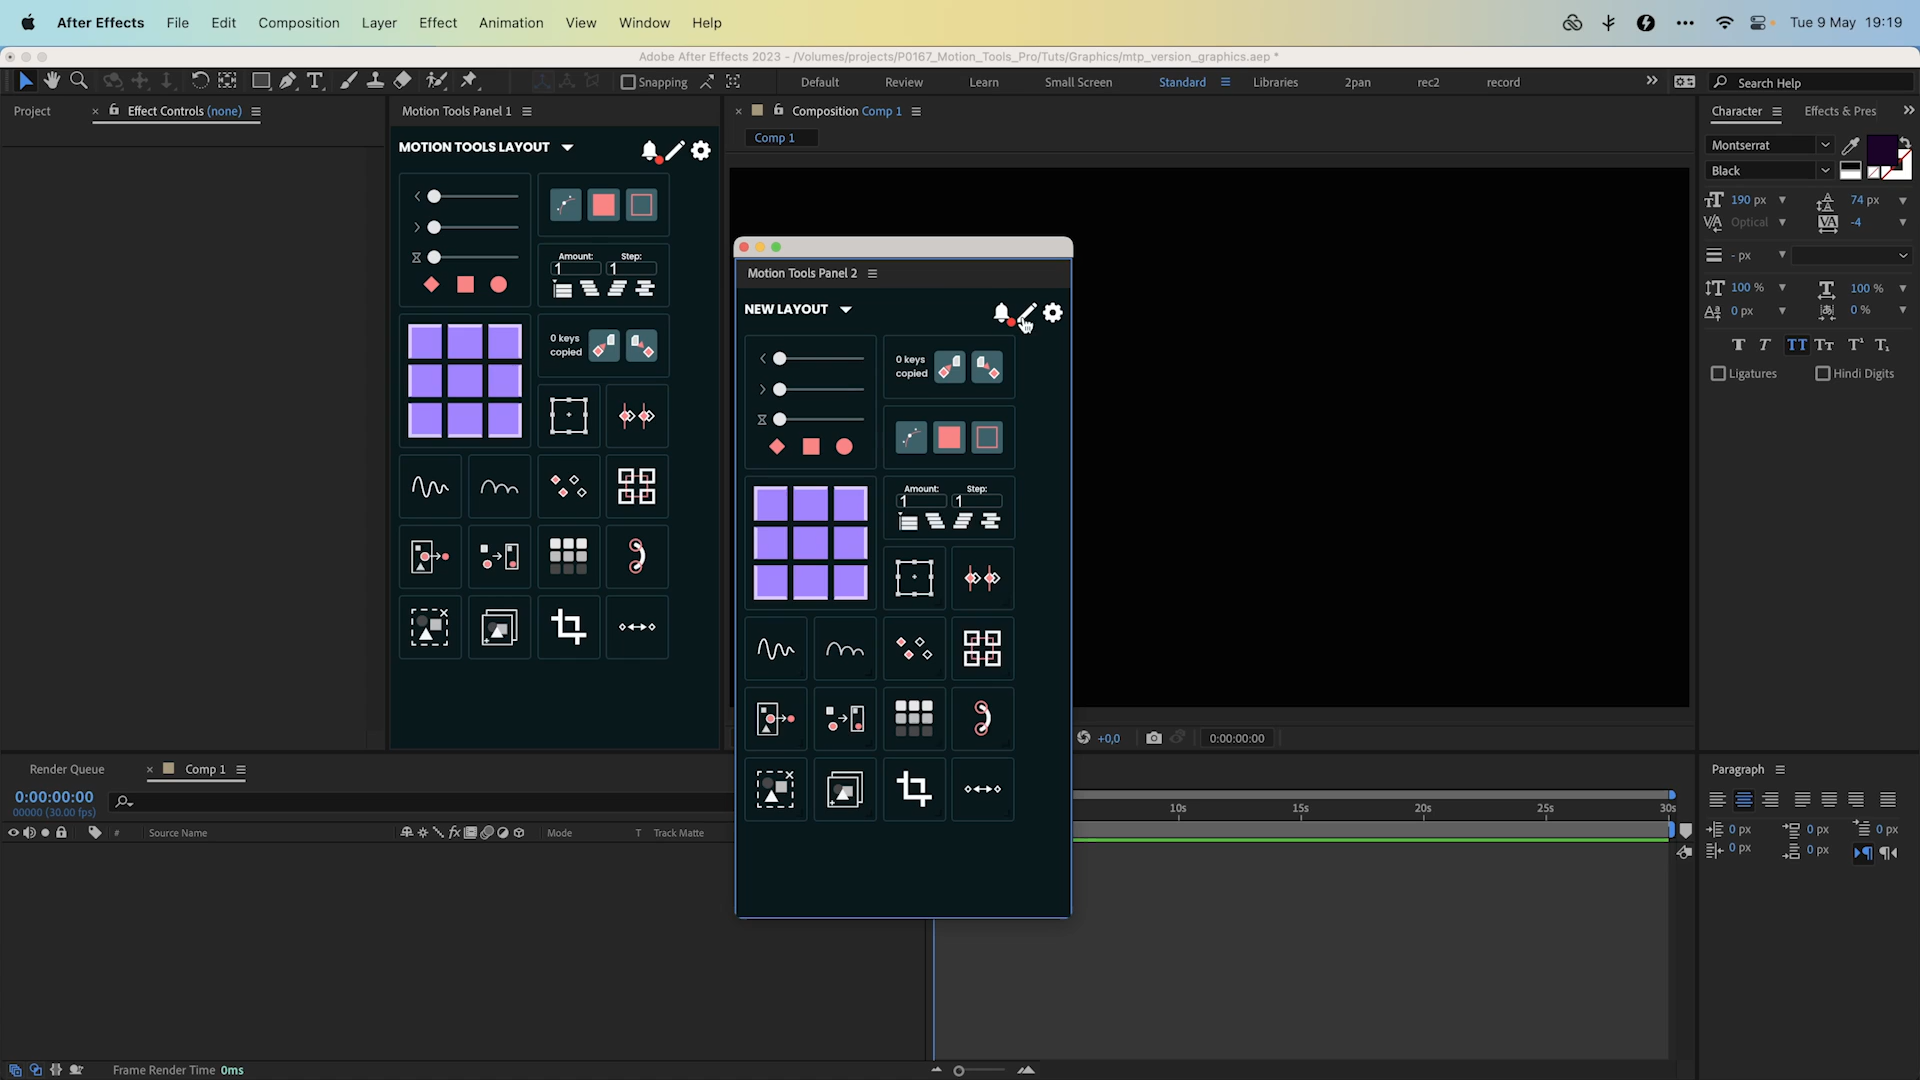 After Effects File Edit Composition Layer Effect Animation View Window Help Tue 9 May 19:19
Adobe After Effects 2023 - /Volumes/projects/P0167_Motion_Tools_Pro/Tuts/Graphics/mtp_version_graphics.aep *
Snapping Default Review Learn Small Screen Standard Libraries 2pan rec2 record Search Help
Project Effect Controls (none) Motion Tools Panel 1 Composition Comp 1 Character Effects & Pres
Comp 1
MOTION TOOLS LAYOUT
Amount: Step:
1 1
0 keys
copied
Motion Tools Panel 2
NEW LAYOUT
0 keys
copied
Amount: Step:
1 1
Montserrat
Black
190 px 74 px
Optical -4
- px
100 % 100 %
0 px 0 %
TT Tт T¹ T₁
Ligatures Hindi Digits
+0,0 0:00:00:00
Render Queue Comp 1
0:00:00:00
00000 (30.00 fps)
# Source Name Mode T Track Matte
10s 15s 20s 25s 30s
Paragraph
0 px 0 px 0 px
0 px 0 px
Frame Render Time 0ms